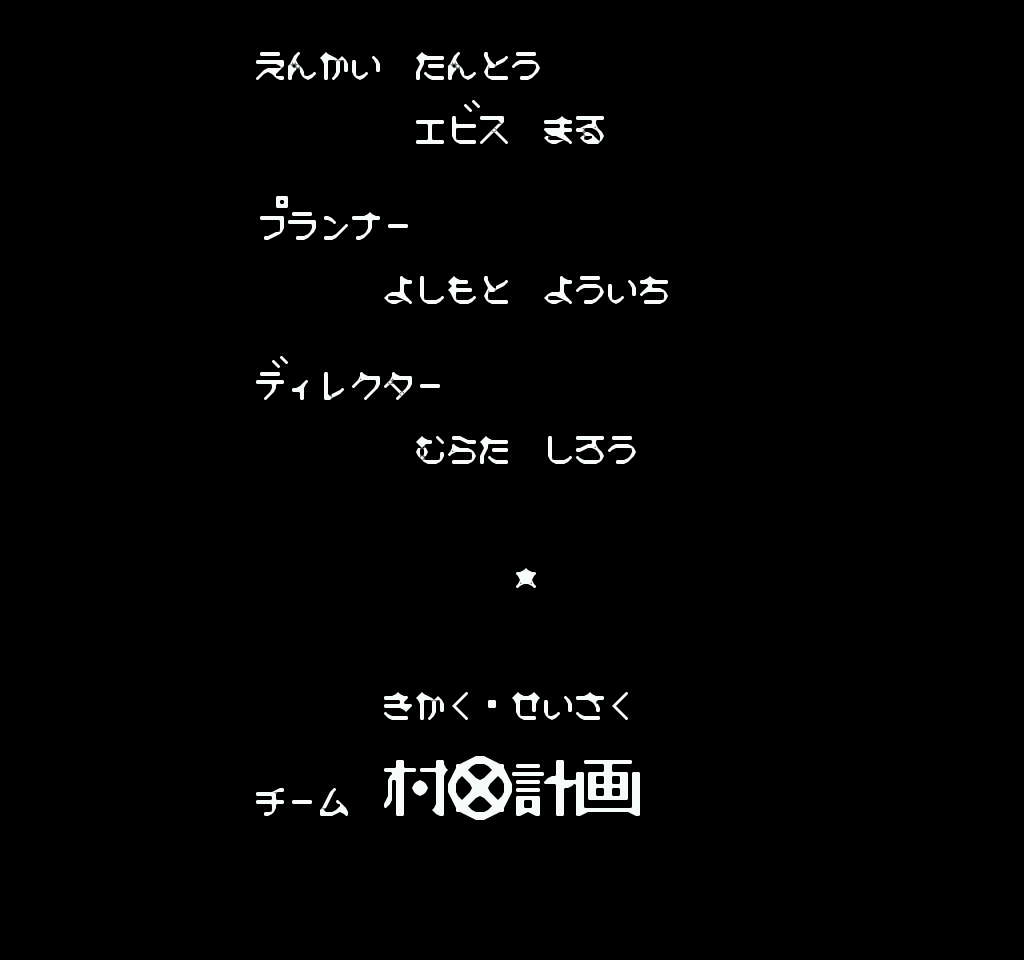 えんかい たんとう
エビス まる
プランナー
よしもと よういち
ディレクター
むらた しろう
★
きかく・せいさく
チーム 村⊗計画